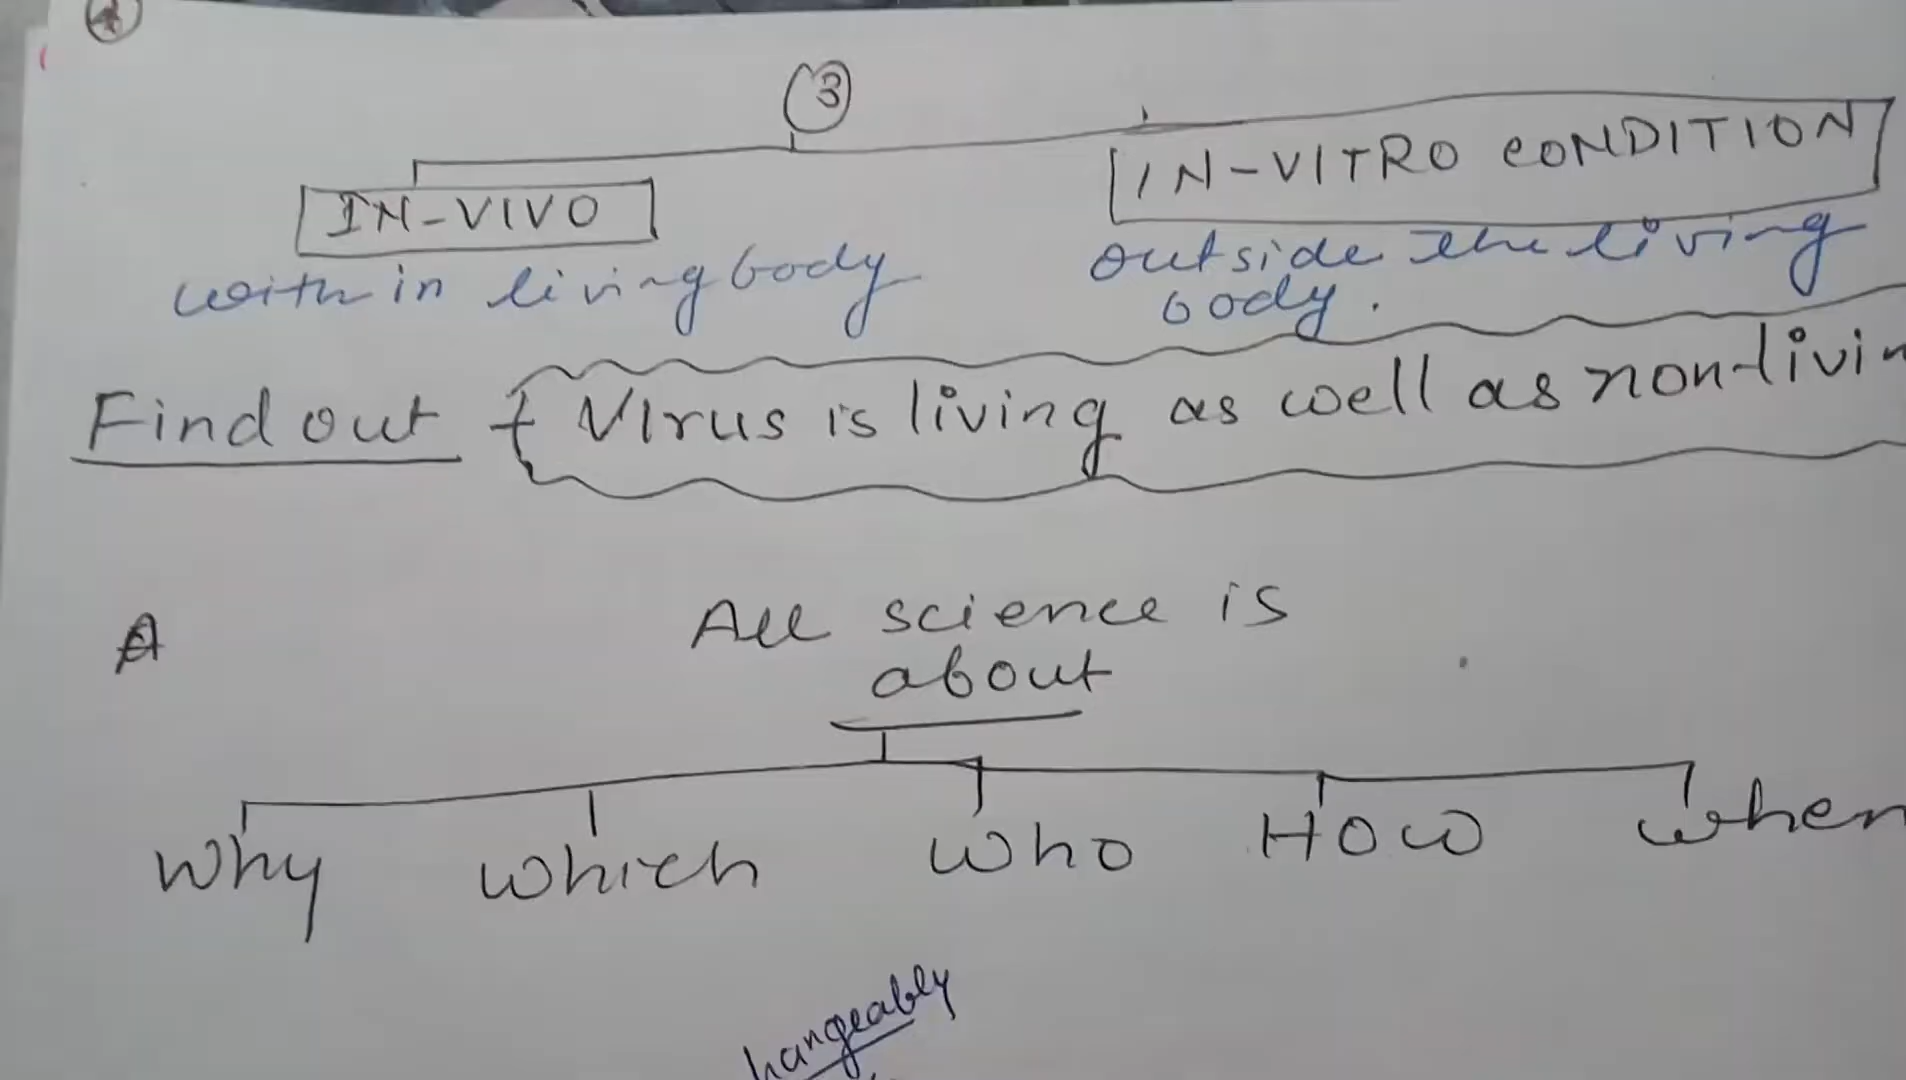 3
IN-VIVO
IN-VITRO CONDITION
with in living body
outside the living
body.
Find out
Virus is living as well as non-livin
A
All science is
about
Why which who How when
hangeably